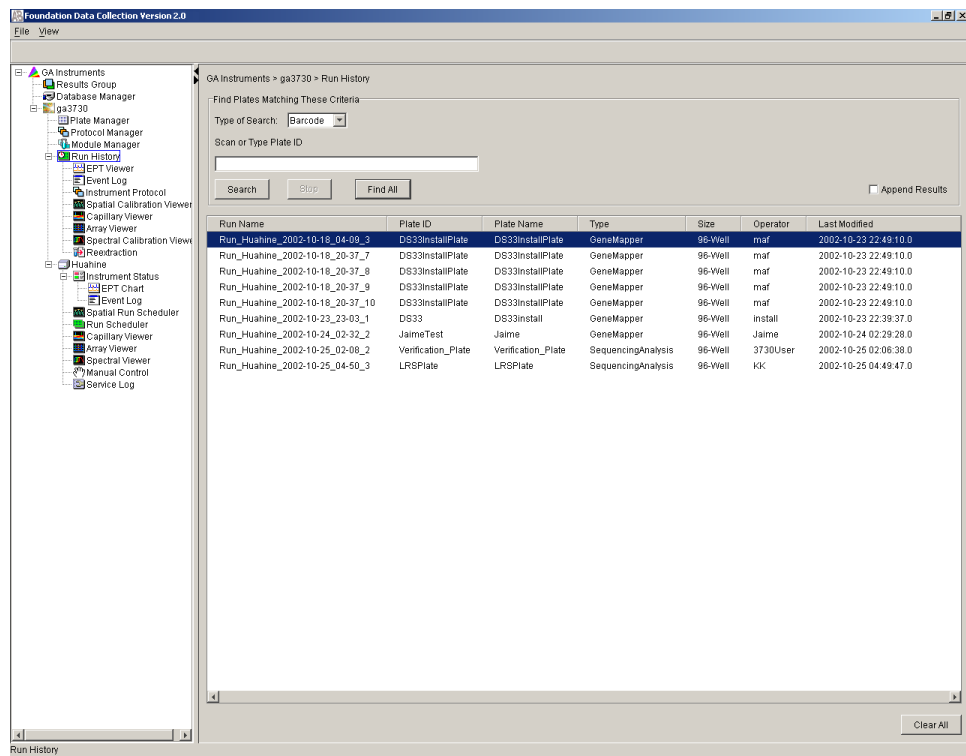 Foundation Data Collection Version 2.0
File View
GA Instruments
Results Group
Database Manager
ga3730
Plate Manager
Protocol Manager
Module Manager
Run History
EPT Viewer
Event Log
Instrument Protocol
Spatial Calibration Viewer
Capillary Viewer
Array Viewer
Spectral Calibration View
Reextraction
Huahine
Instrument Status
EPT Chart
Event Log
Spatial Run Scheduler
Run Scheduler
Capillary Viewer
Array Viewer
Spectral Viewer
Manual Control
Service Log
GA Instruments > ga3730 > Run History
Find Plates Matching These Criteria
Type of Search: Barcode
Scan or Type Plate ID
Search Stop Find All Append Results
Run Name Plate ID Plate Name Type Size Operator Last Modified
Run_Huahine_2002-10-18_04-09_3 DS33InstallPlate DS33InstallPlate GeneMapper 96-Well maf 2002-10-23 22:49:10.0
Run_Huahine_2002-10-18_20-37_7 DS33InstallPlate DS33InstallPlate GeneMapper 96-Well maf 2002-10-23 22:49:10.0
Run_Huahine_2002-10-18_20-37_8 DS33InstallPlate DS33InstallPlate GeneMapper 96-Well maf 2002-10-23 22:49:10.0
Run_Huahine_2002-10-18_20-37_9 DS33InstallPlate DS33InstallPlate GeneMapper 96-Well maf 2002-10-23 22:49:10.0
Run_Huahine_2002-10-18_20-37_10 DS33InstallPlate DS33InstallPlate GeneMapper 96-Well maf 2002-10-23 22:49:10.0
Run_Huahine_2002-10-23_23-03_1 DS33 DS33install GeneMapper 96-Well install 2002-10-23 22:39:37.0
Run_Huahine_2002-10-24_02-32_2 JaimeTest Jaime GeneMapper 96-Well Jaime 2002-10-24 02:29:28.0
Run_Huahine_2002-10-25_02-08_2 Verification_Plate Verification_Plate SequencingAnalysis 96-Well 3730User 2002-10-25 02:06:38.0
Run_Huahine_2002-10-25_04-50_3 LRSPlate LRSPlate SequencingAnalysis 96-Well KK 2002-10-25 04:49:47.0
Clear All
Run History